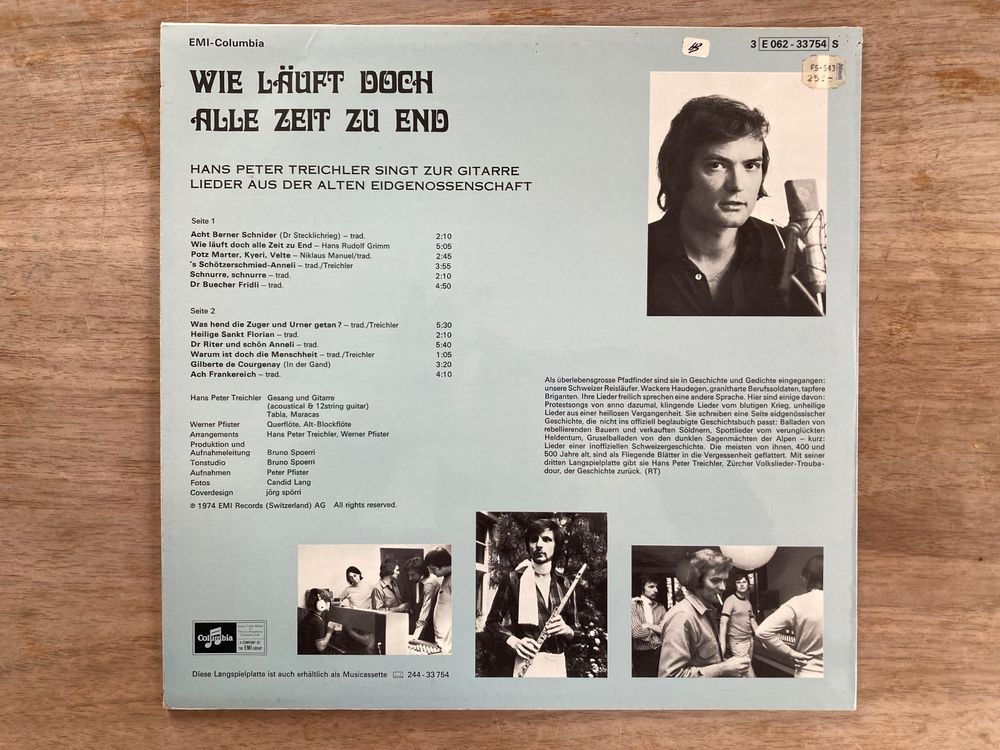 EMI-Columbia
3 E 062 - 33 754 S
FS-543
25.-
WIE LÄUFT DOCH
ALLE ZEIT ZU END
HANS PETER TREICHLER SINGT ZUR GITARRE
LIEDER AUS DER ALTEN EIDGENOSSENSCHAFT
Seite 1
Acht Berner Schnider (Dr Stecklichrieg) – trad. 2:10
Wie läuft doch alle Zeit zu End – Hans Rudolf Grimm 5:05
Potz Marter, Kyeri, Velte – Niklaus Manuel/trad. 2:45
's Schötzerschmied-Anneli – trad./Treichler 3:55
Schnurre, schnurre – trad. 2:10
Dr Buecher Fridli – trad. 4:50
Seite 2
Was hend die Zuger und Urner getan? – trad./Treichler 5:30
Heilige Sankt Florian – trad. 2:10
Dr Riter und schön Anneli – trad. 5:40
Warum ist doch die Menschheit – trad./Treichler 1:05
Gilberte de Courgenay (In der Gand) 3:20
Ach Frankereich – trad. 4:10
Hans Peter Treichler Gesang und Gitarre
(acoustical & 12string guitar)
Tabla, Maracas
Werner Pfister Querflöte, Alt-Blockflöte
Arrangements Hans Peter Treichler, Werner Pfister
Produktion und
Aufnahmeleitung Bruno Spoerri
Tonstudio Bruno Spoerri
Aufnahmen Peter Pfister
Fotos Candid Lang
Coverdesign jörg spörri
℗ 1974 EMI Records (Switzerland) AG All rights reserved.
Als überlebensgrosse Pfadfinder sind sie in Geschichte und Gedichte eingegangen:
unsere Schweizer Reisläufer. Wackere Haudegen, granitharte Berufssoldaten, tapfere
Briganten. Ihre Lieder freilich sprechen eine andere Sprache. Hier sind einige davon:
Protestsongs von anno dazumal, klingende Lieder vom blutigen Krieg, unheilige
Lieder aus einer heillosen Vergangenheit. Sie schreiben eine Seite eidgenössischer
Geschichte, die nicht ins offiziell beglaubigte Geschichtsbuch passt: Balladen von
rebellierenden Bauern und verkauften Söldnern, Spottlieder vom verunglückten
Heldentum, Gruselballaden von den dunklen Sagenmächten der Alpen – kurz:
Lieder einer inoffiziellen Schweizergeschichte. Die meisten von ihnen, 400 und
500 Jahre alt, sind als Fliegende Blätter in die Vergessenheit geflattert. Mit seiner
dritten Langspielplatte gibt sie Hans Peter Treichler, Zürcher Volkslieder-Trouba-
dour, der Geschichte zurück. (RT)
Columbia
A COMPANY OF
THE EMI GROUP
Diese Langspielplatte ist auch erhältlich als Musicassette 244 - 33 754